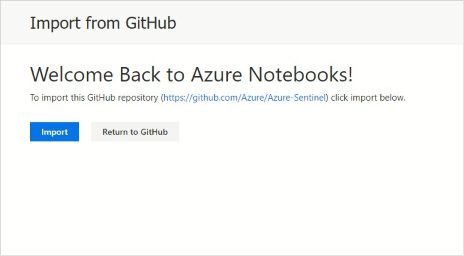 Import from GitHub
Welcome Back to Azure Notebooks!
To import this GitHub repository (https://github.com/Azure/Azure-Sentinel) click import below.
Import Return to GitHub